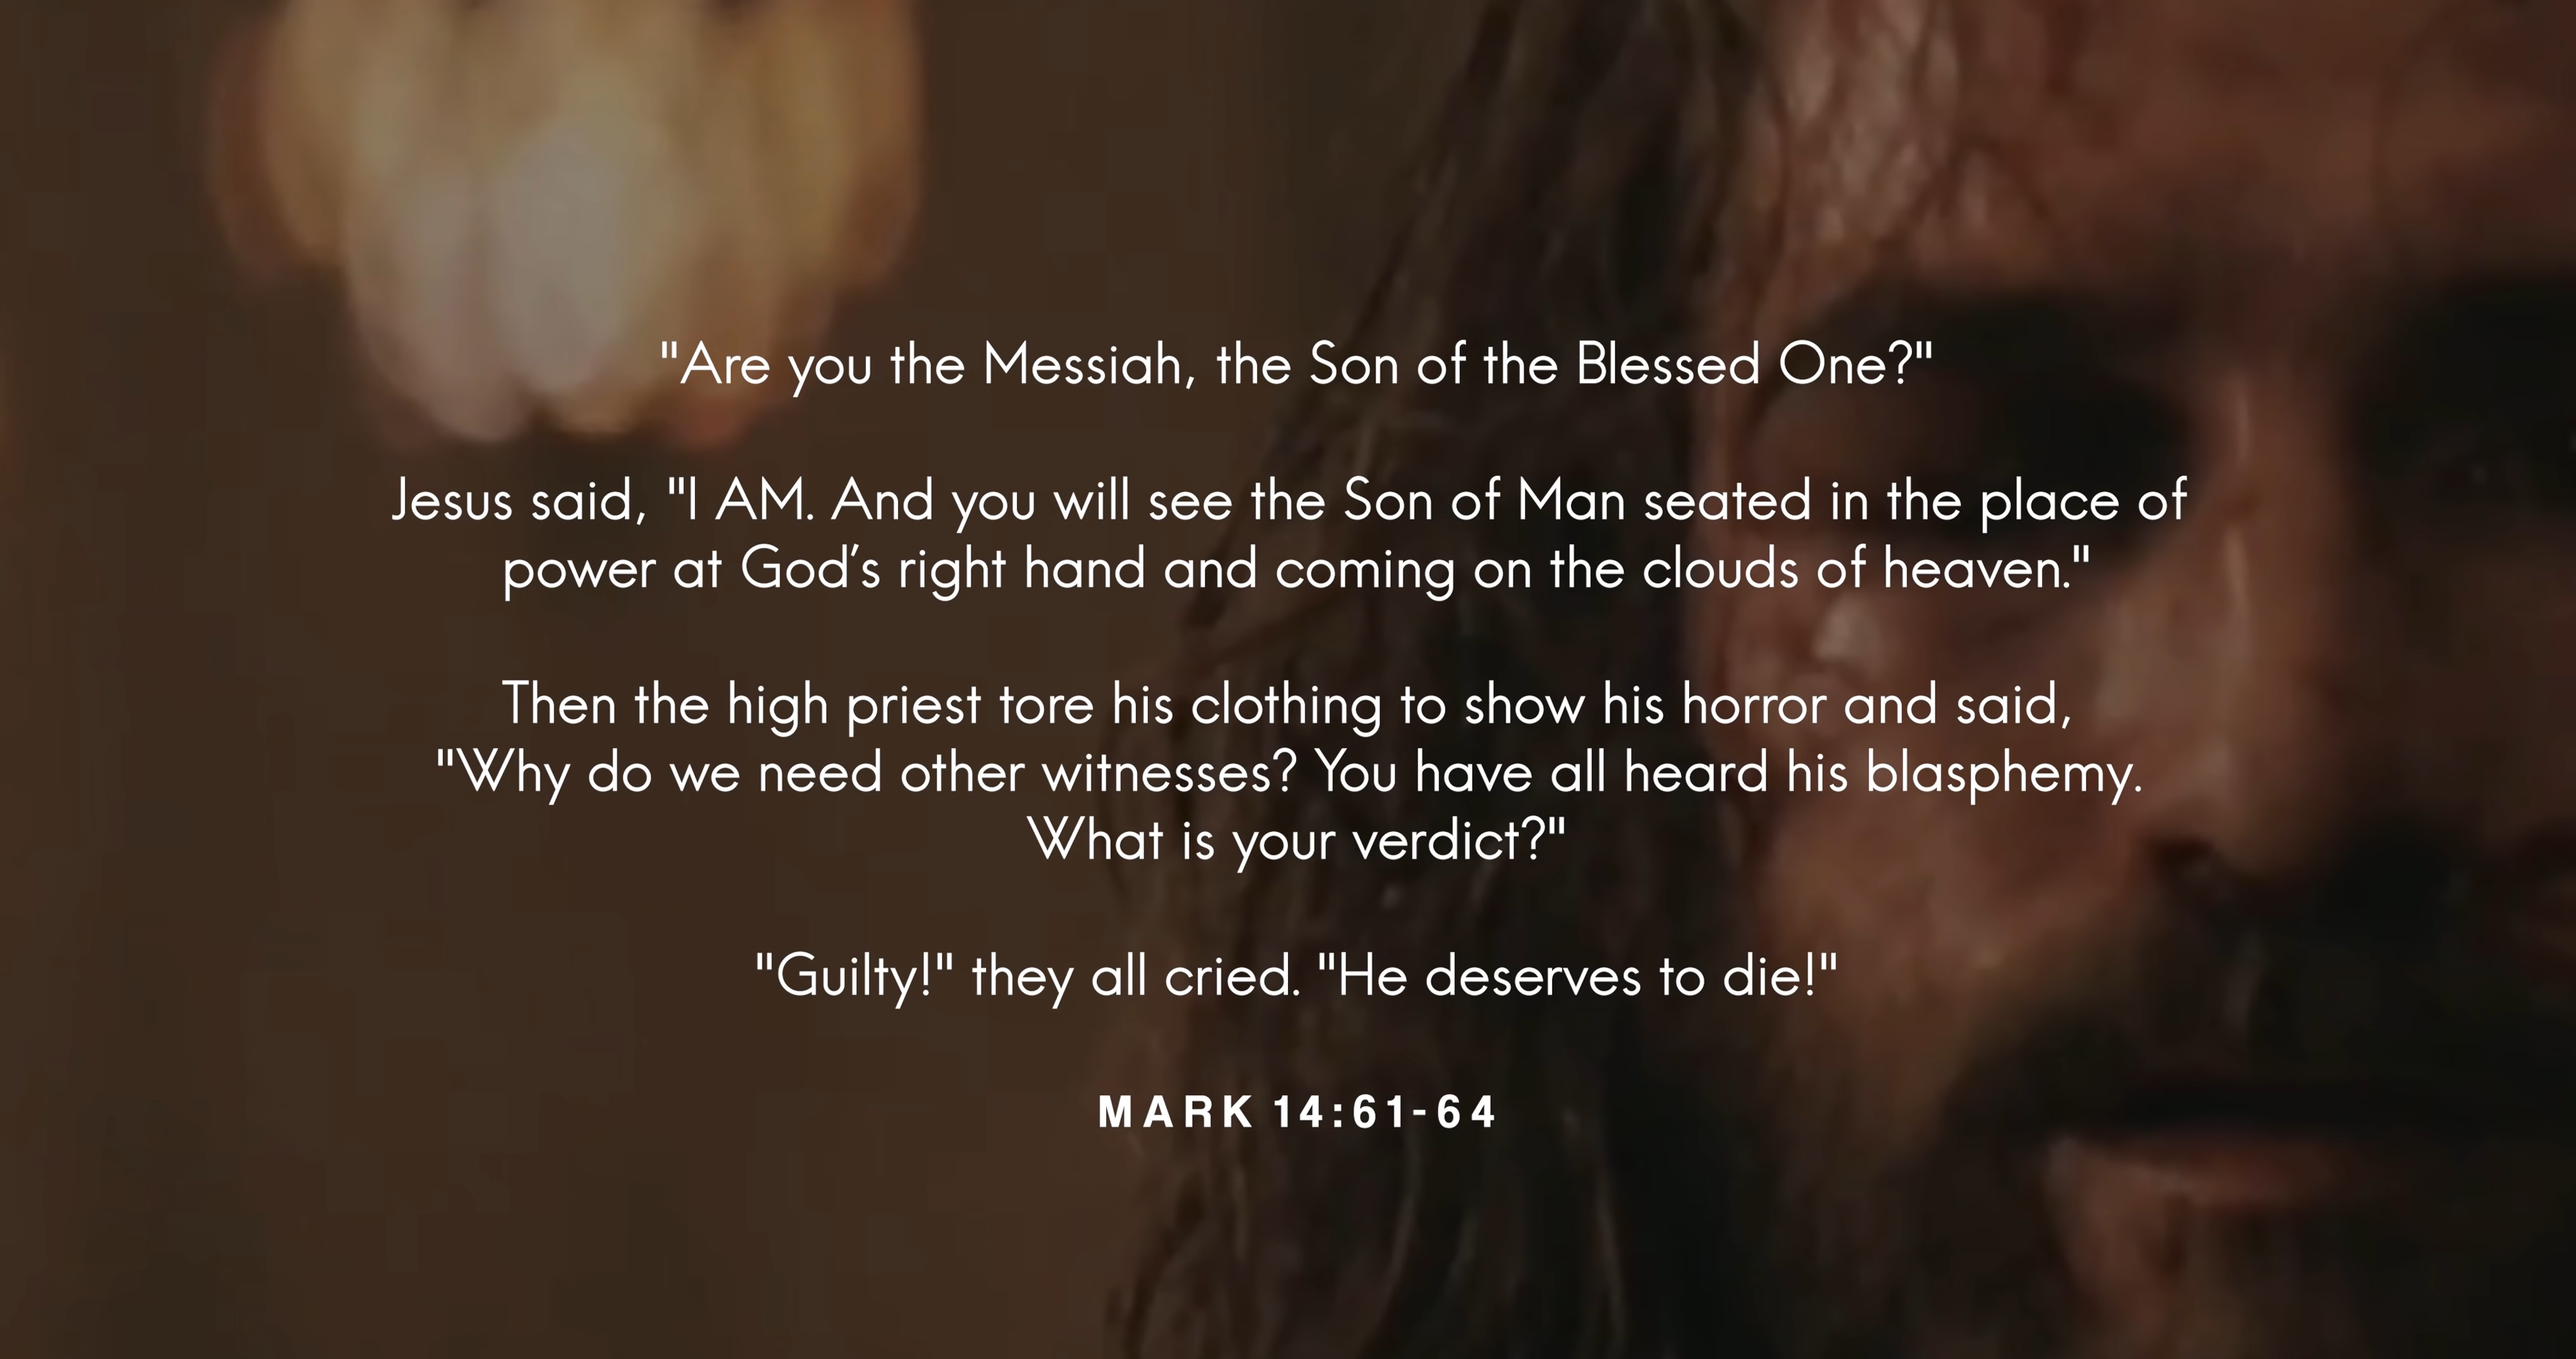 "Are you the Messiah, the Son of the Blessed One?"
Jesus said, "I AM. And you will see the Son of Man seated in the place of
power at God's right hand and coming on the clouds of heaven."
Then the high priest tore his clothing to show his horror and said,
"Why do we need other witnesses? You have all heard his blasphemy.
What is your verdict?"
"Guilty!" they all cried. "He deserves to die!"
MARK 14:61-64